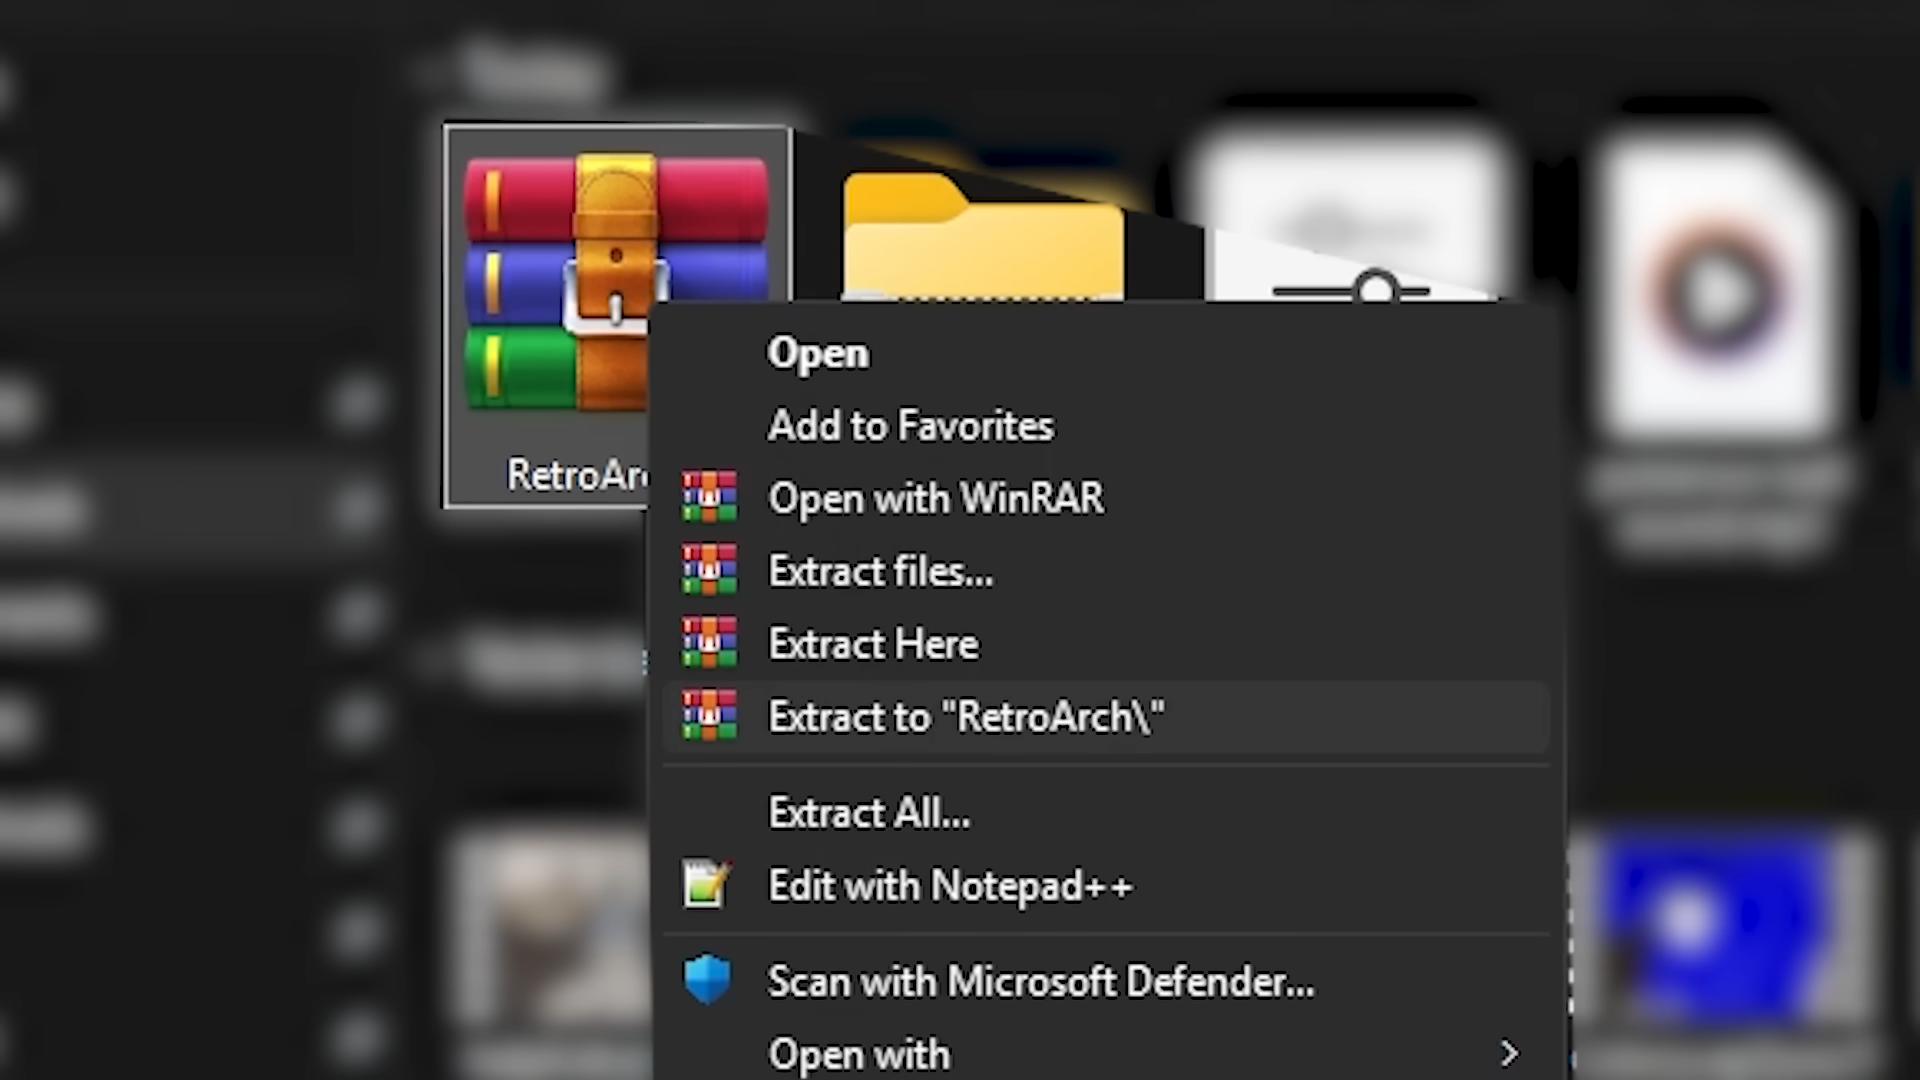 RetroArc
Open
Add to Favorites
Open with WinRAR
Extract files...
Extract Here
Extract to "RetroArch\"
Extract All...
Edit with Notepad++
Scan with Microsoft Defender...
Open with